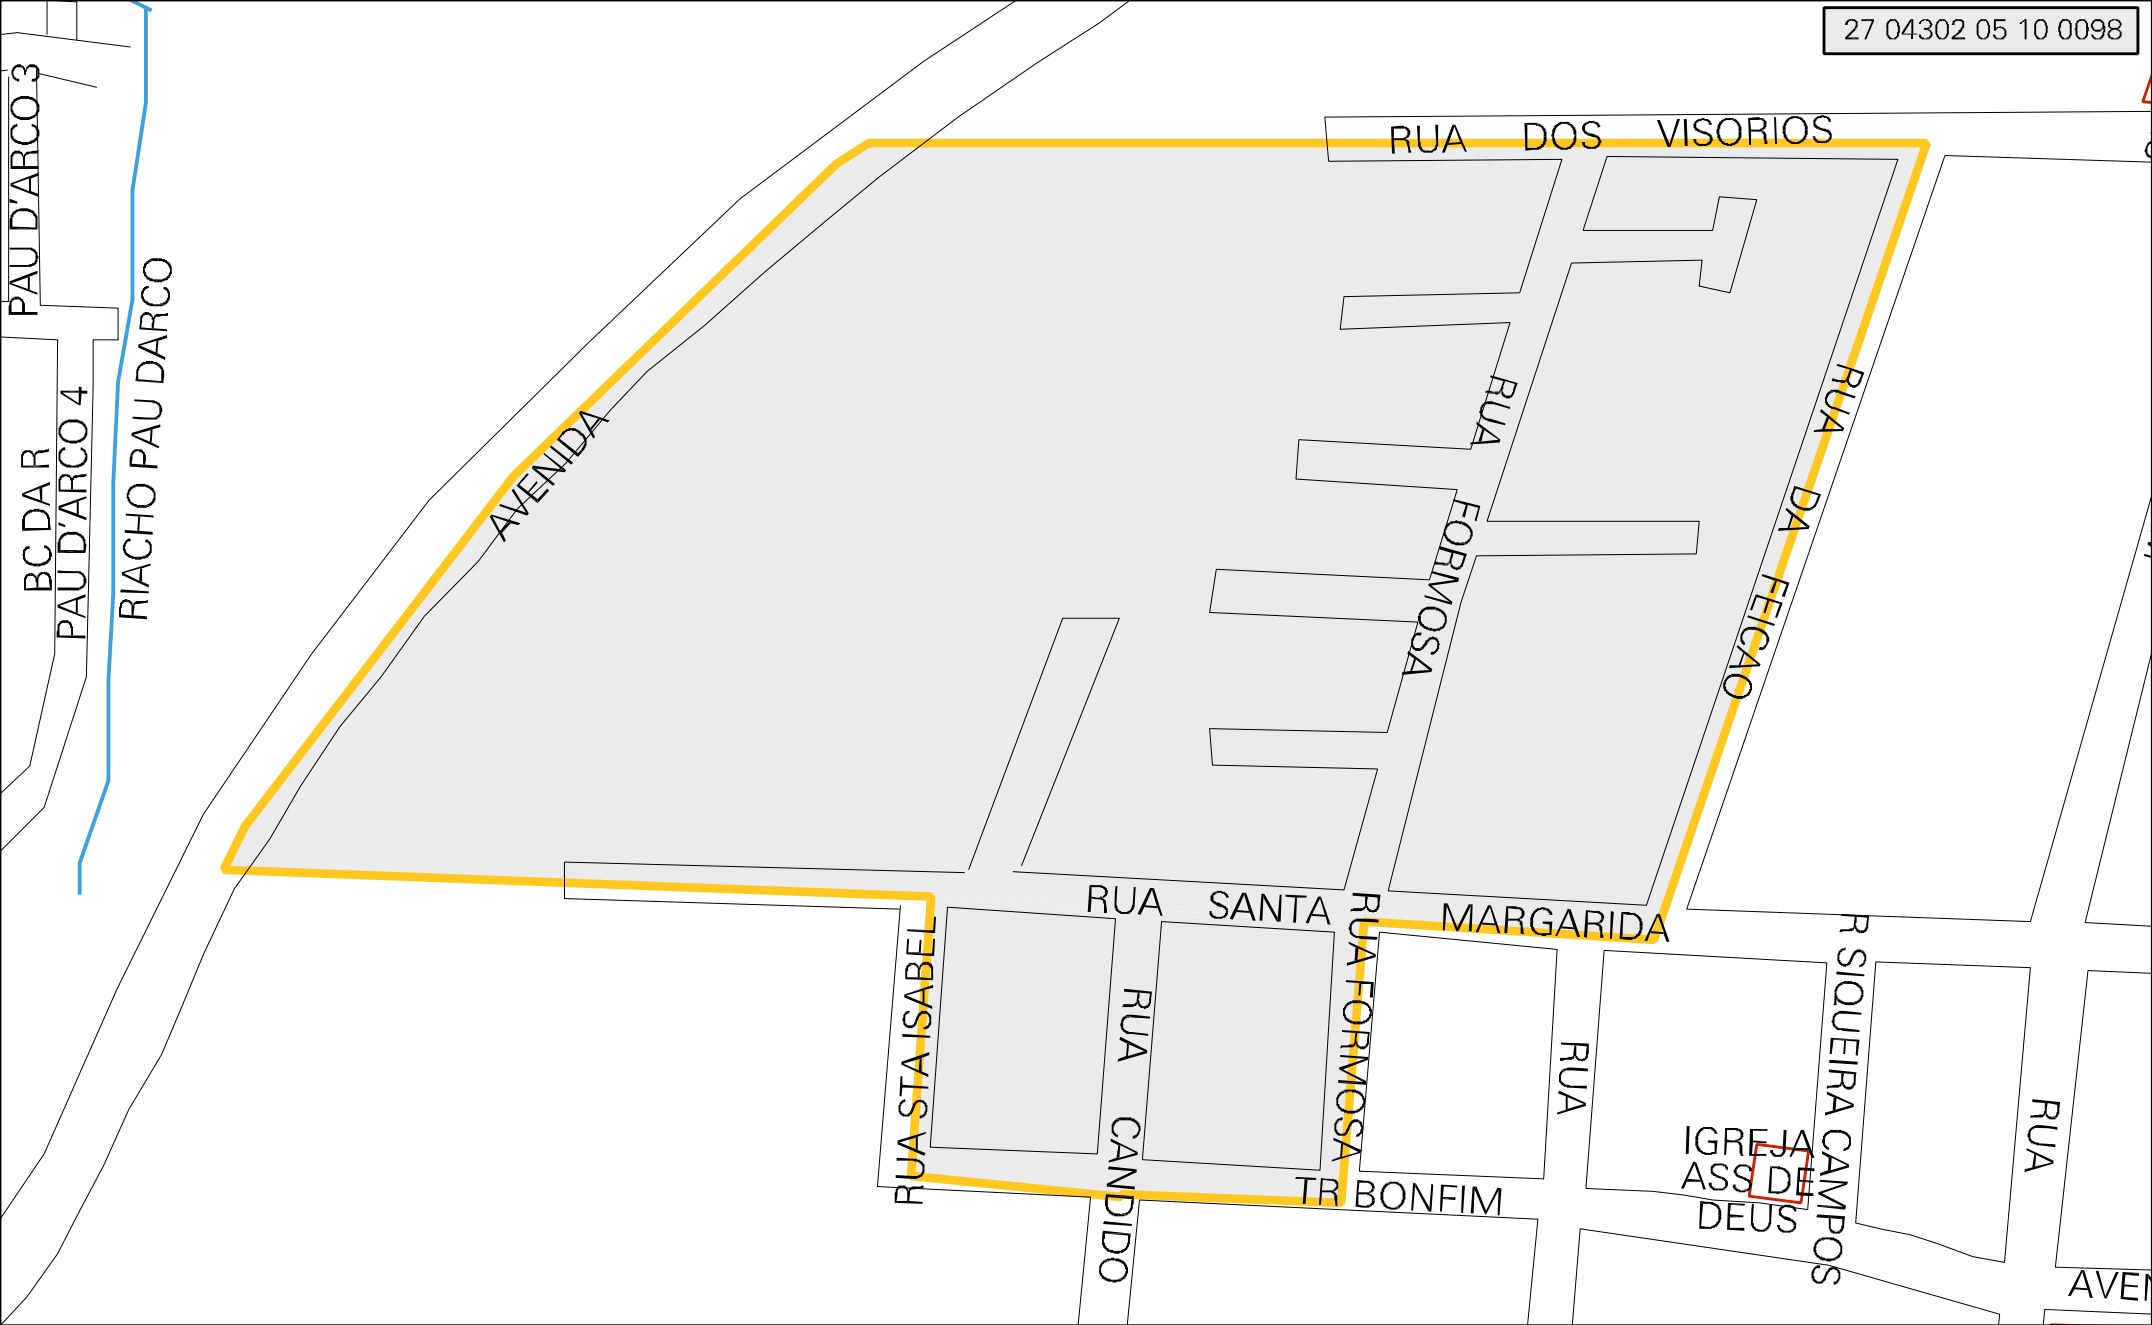 27 04302 05 10 0098
RUA DOS VISORIOS
PAU D'ARCO 3
RIACHO PAU DARCO
BC DA R
PAU D'ARCO 4
AVENIDA
RUA FORMOSA
RUA DA FEICAO
RUA SANTA MARGARIDA
RUA STA ISABEL
RUA CANDIDO
RUA FORMOSA
TR BONFIM
RUA
R SIQUEIRA CAMPOS
IGREJA
ASS DE
DEUS
RUA
AVEN